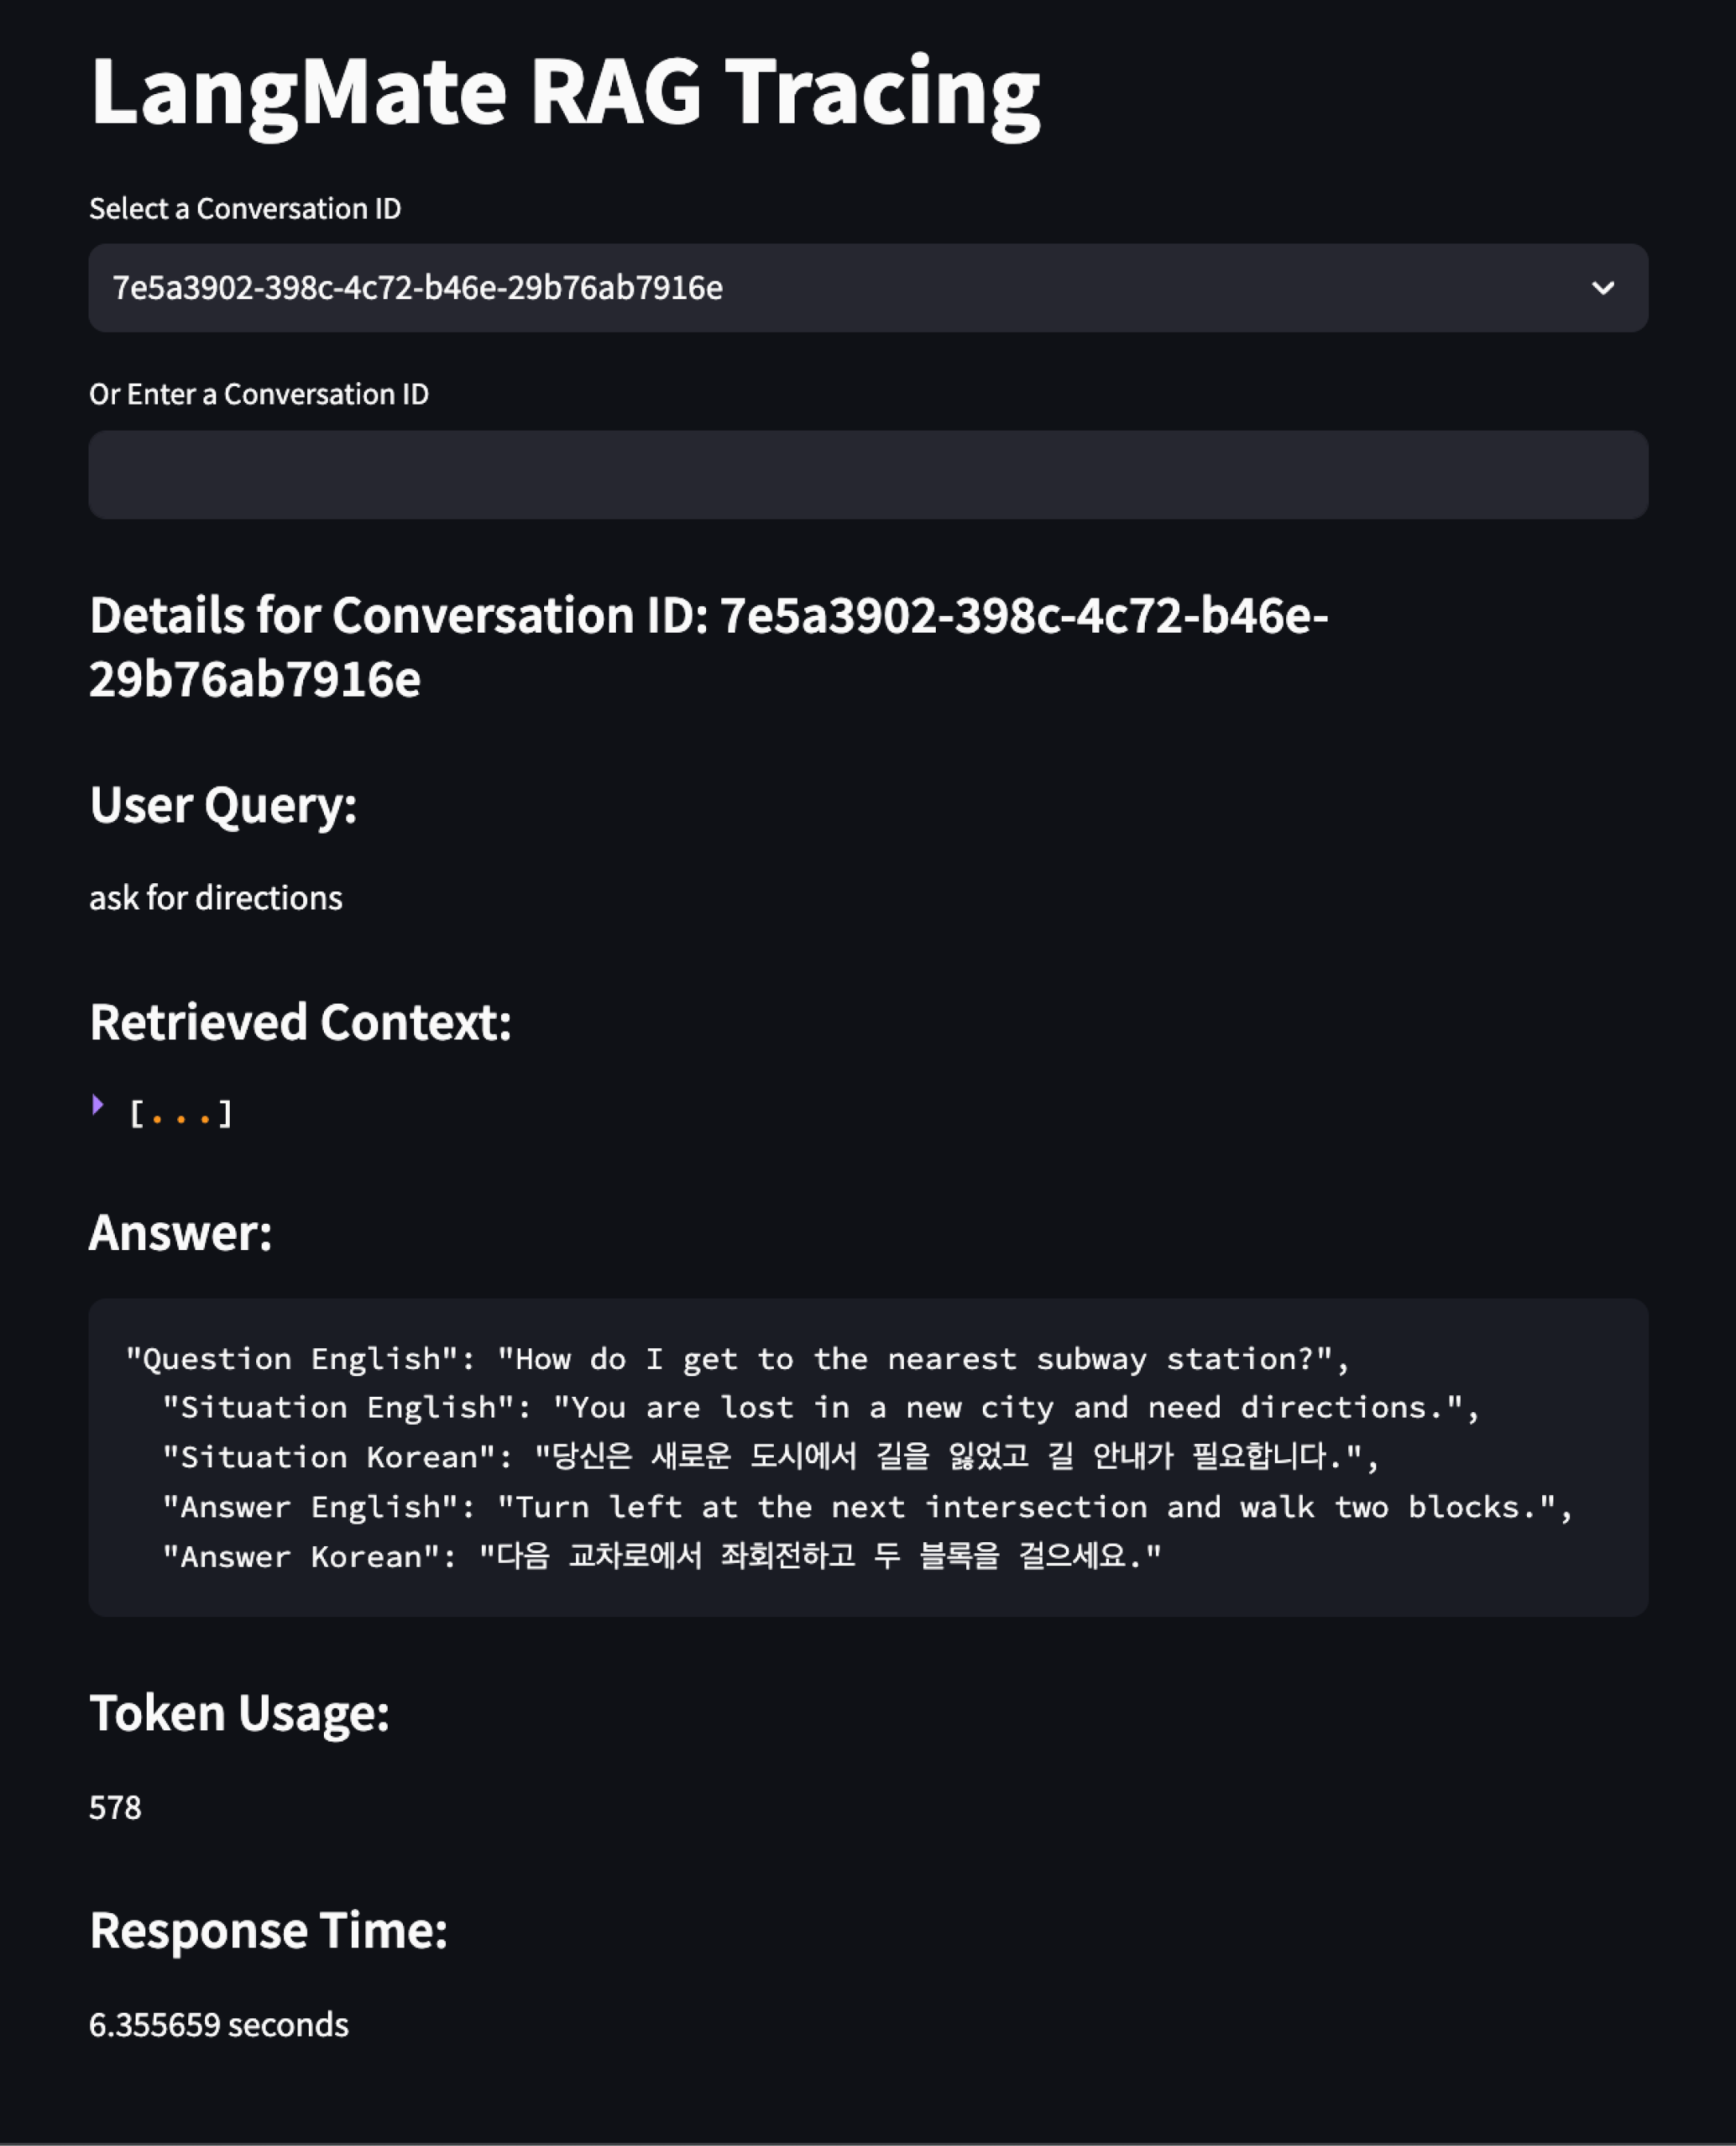 LangMate RAG Tracing
Select a Conversation ID
7e5a3902-398c-4c72-b46e-29b76ab7916e
Or Enter a Conversation ID
Details for Conversation ID: 7e5a3902-398c-4c72-b46e-
29b76ab7916e
User Query:
ask for directions
Retrieved Context:
[...]
Answer:
"Question English": "How do I get to the nearest subway station?",
"Situation English": "You are lost in a new city and need directions.",
"Situation Korean": "당신은 새로운 도시에서 길을 잃었고 길 안내가 필요합니다.",
"Answer English": "Turn left at the next intersection and walk two blocks.",
"Answer Korean": "다음 교차로에서 좌회전하고 두 블록을 걸으세요."
Token Usage:
578
Response Time:
6.355659 seconds